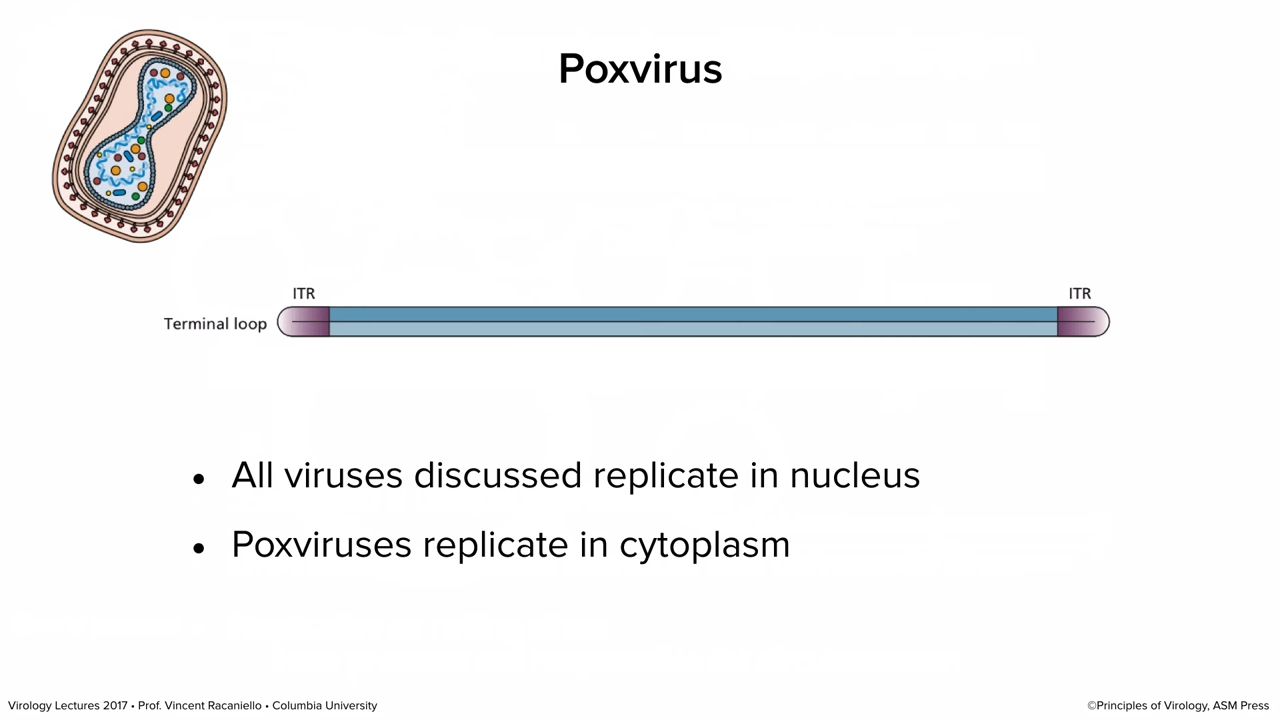 Poxvirus
ITR
ITR
Terminal loop
• All viruses discussed replicate in nucleus
• Poxviruses replicate in cytoplasm
Virology Lectures 2017 • Prof. Vincent Racaniello • Columbia University
©Principles of Virology, ASM Press